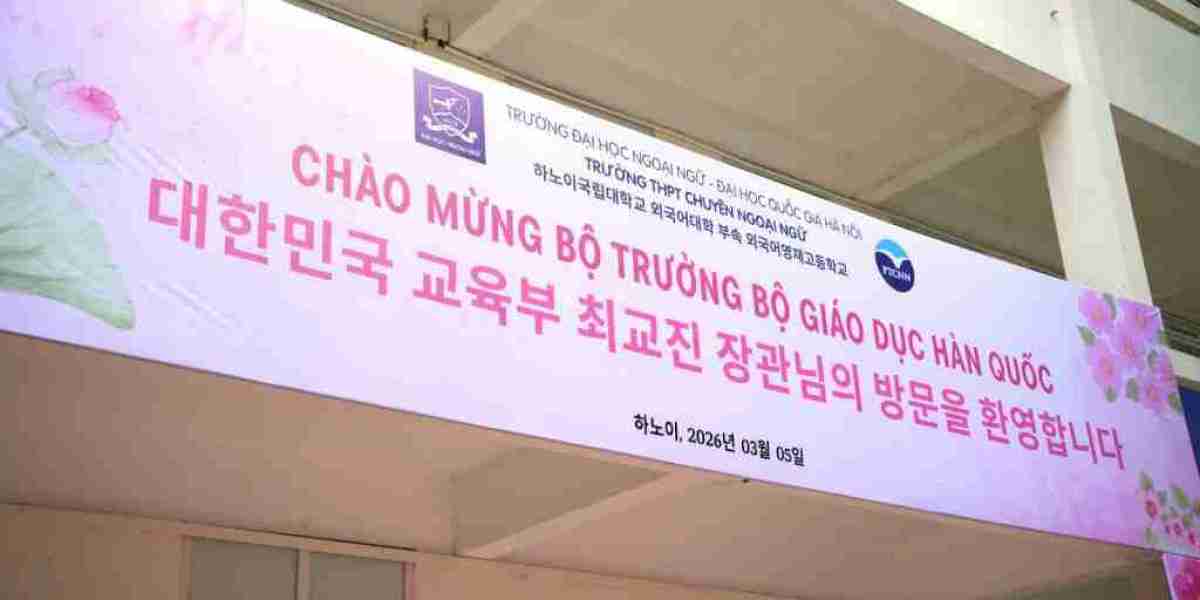 TRƯỜNG ĐẠI HỌC NGOẠI NGỮ - ĐẠI HỌC QUỐC GIA HÀ NỘI
TRƯỜNG THPT CHUYÊN NGOẠI NGỮ
하노이국립대학교 외국어대학 부속 외국어영재고등학교
CHÀO MỪNG BỘ TRƯỞNG BỘ GIÁO DỤC HÀN QUỐC
대한민국 교육부 최교진 장관님의 방문을 환영합니다
하노이, 2026년 03월 05일